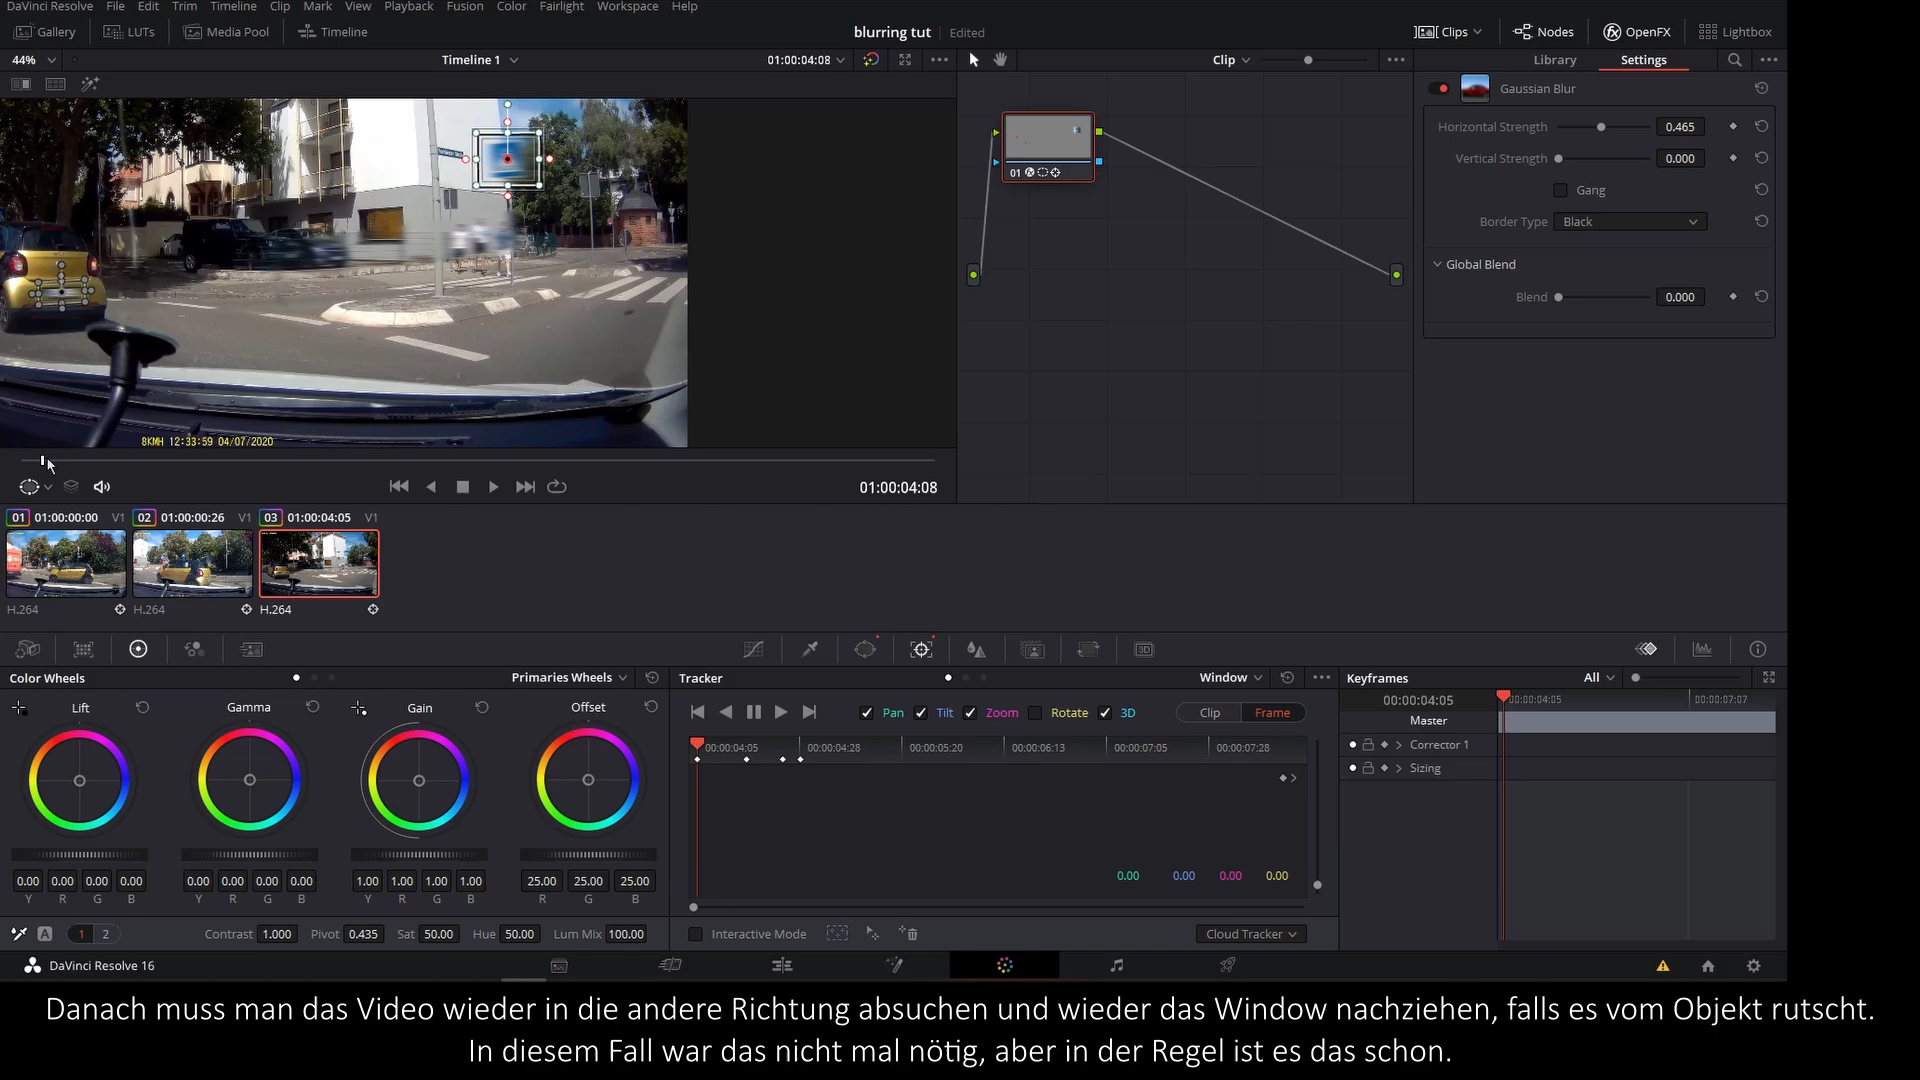 DaVinci Resolve File Edit Trim Timeline Clip Mark View Playback Fusion Color Fairlight Workspace Help
Gallery LUTs Media Pool Timeline blurring tut Edited Clips Nodes OpenFX Lightbox
44% Timeline 1 01:00:04:08 Clip Library Settings
Gaussian Blur
Horizontal Strength 0.465
Vertical Strength 0.000
Gang
Border Type Black
Global Blend
Blend 0.000
01
8KMH 12:33:59 04/07/2020
01:00:04:08
01 01:00:00:00 V1 02 01:00:00:26 V1 03 01:00:04:05 V1
H.264 H.264 H.264
3D
Color Wheels Primaries Wheels Tracker Window Keyframes All
Lift Gamma Gain Offset
Pan Tilt Zoom Rotate 3D Clip Frame
00:00:04:05 00:00:04:05 00:00:07:07
Master
Corrector 1
Sizing
00:00:04:05 00:00:04:28 00:00:05:20 00:00:06:13 00:00:07:05 00:00:07:28
0.00 0.00 0.00 0.00
0.00 0.00 0.00 0.00 0.00 0.00 0.00 0.00 1.00 1.00 1.00 1.00 25.00 25.00 25.00
Y R G B Y R G B Y R G B R G B
A 1 2 Contrast 1.000 Pivot 0.435 Sat 50.00 Hue 50.00 Lum Mix 100.00 Interactive Mode Cloud Tracker
DaVinci Resolve 16
Danach muss man das Video wieder in die andere Richtung absuchen und wieder das Window nachziehen, falls es vom Objekt rutscht.
In diesem Fall war das nicht mal nötig, aber in der Regel ist es das schon.